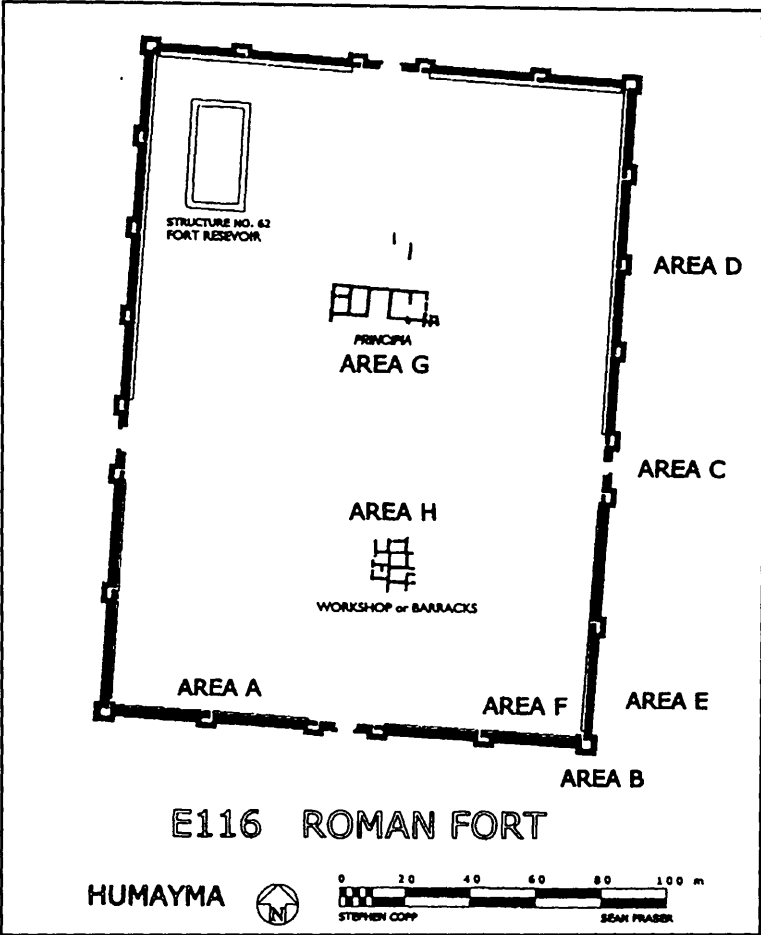 STRUCTURE NO. 62
FORT RESEVOIR
AREA D
PRINCIPIA
AREA G
AREA C
AREA H
WORKSHOP or BARRACKS
AREA A
AREA F
AREA E
AREA B
E116 ROMAN FORT
HUMAYMA
N
0 20 40 60 80 100 m
STEPHEN COPP
SEAN FRASER